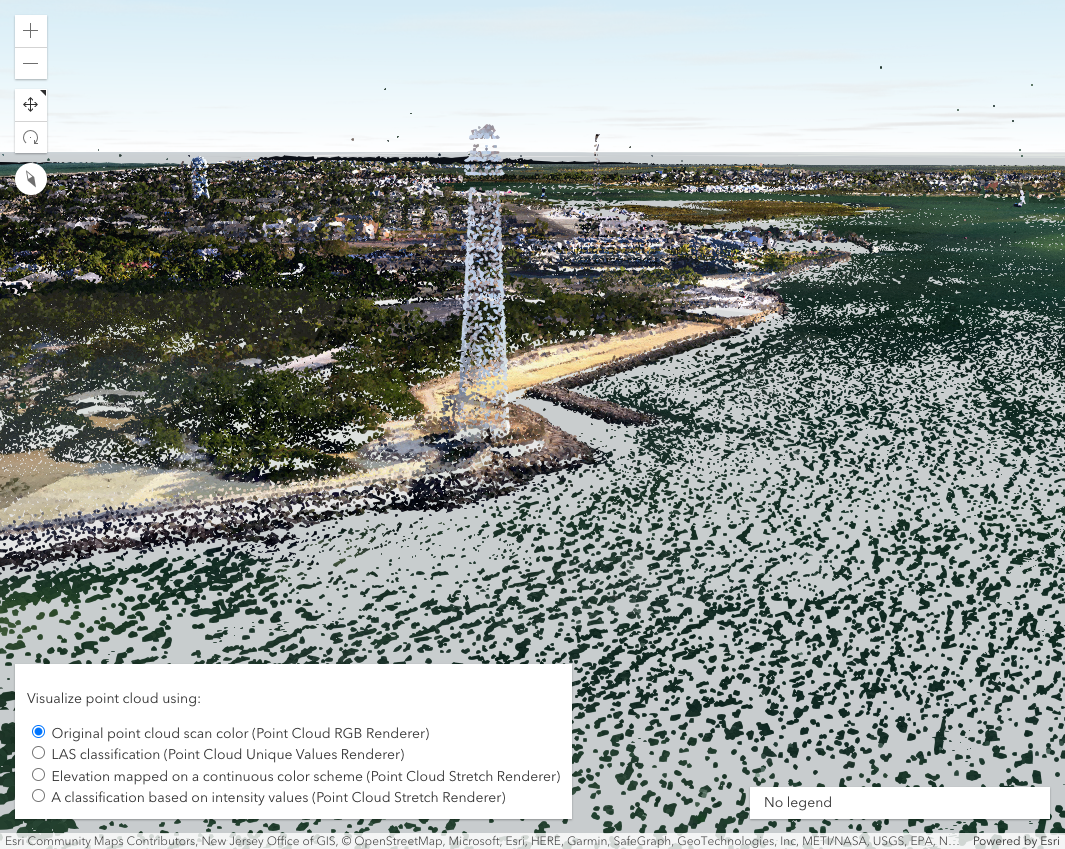 Visualize point cloud using:
Original point cloud scan color (Point Cloud RGB Renderer)
LAS classification (Point Cloud Unique Values Renderer)
Elevation mapped on a continuous color scheme (Point Cloud Stretch Renderer)
A classification based on intensity values (Point Cloud Stretch Renderer)
No legend
Esri Community Maps Contributors, New Jersey Office of GIS, © OpenStreetMap, Microsoft, Esri, HERE, Garmin, SafeGraph, GeoTechnologies, Inc, METI/NASA, USGS, EPA, N... Powered by Esri